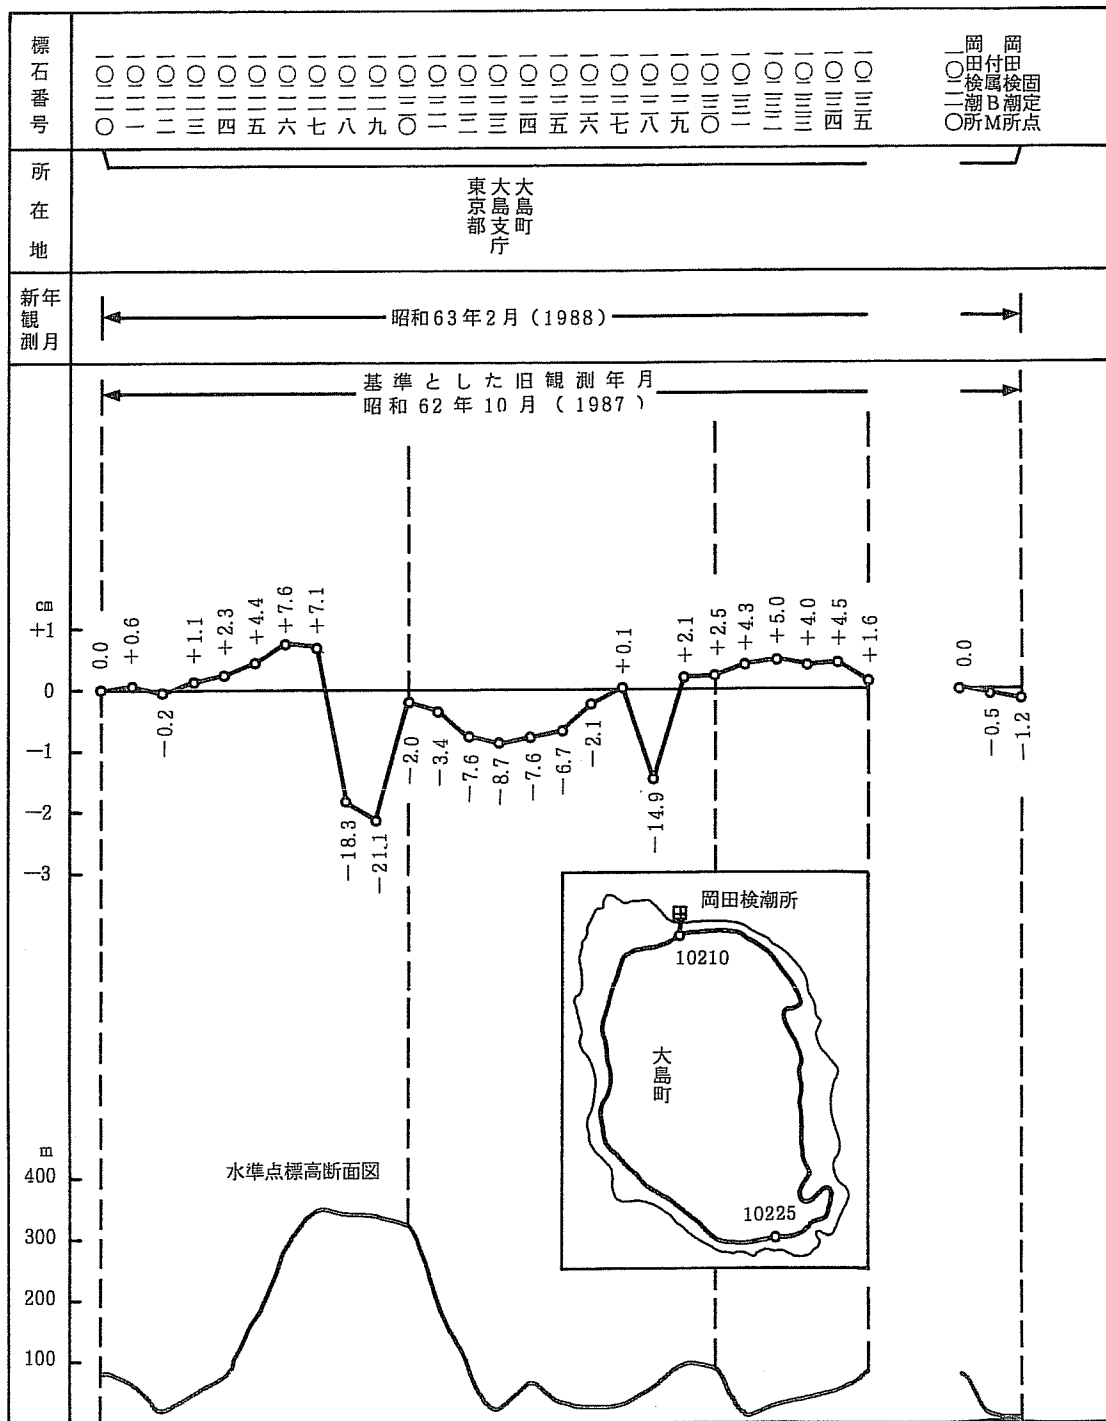 標石番号
一〇二一〇
一〇二一一
一〇二一二
一〇二一三
一〇二一四
一〇二一五
一〇二一六
一〇二一七
一〇二一八
一〇二一九
一〇二二〇
一〇二二一
一〇二二二
一〇二二三
一〇二二四
一〇二二五
一〇二二六
一〇二二七
一〇二二八
一〇二二九
一〇二三〇
一〇二三一
一〇二三二
一〇二三三
一〇二三四
一〇二三五
一〇二一〇
岡田検潮所
付属BM
岡田検潮所
固定点
所在地
東京都
大島支庁
大島町
新観測
年月
昭和63年2月(1988)
基準とした旧観測年月
昭和62年10月(1987)
cm
+1
0
-1
-2
-3
0.0
+0.6
-0.2
+1.1
+2.3
+4.4
+7.6
+7.1
-18.3
-21.1
-2.0
-3.4
-7.6
-8.7
-7.6
-6.7
-2.1
+0.1
-14.9
+2.1
+2.5
+4.3
+5.0
+4.0
+4.5
+1.6
0.0
-0.5
-1.2
岡田検潮所
10210
大島町
10225
m
400
300
200
100
水準点標高断面図